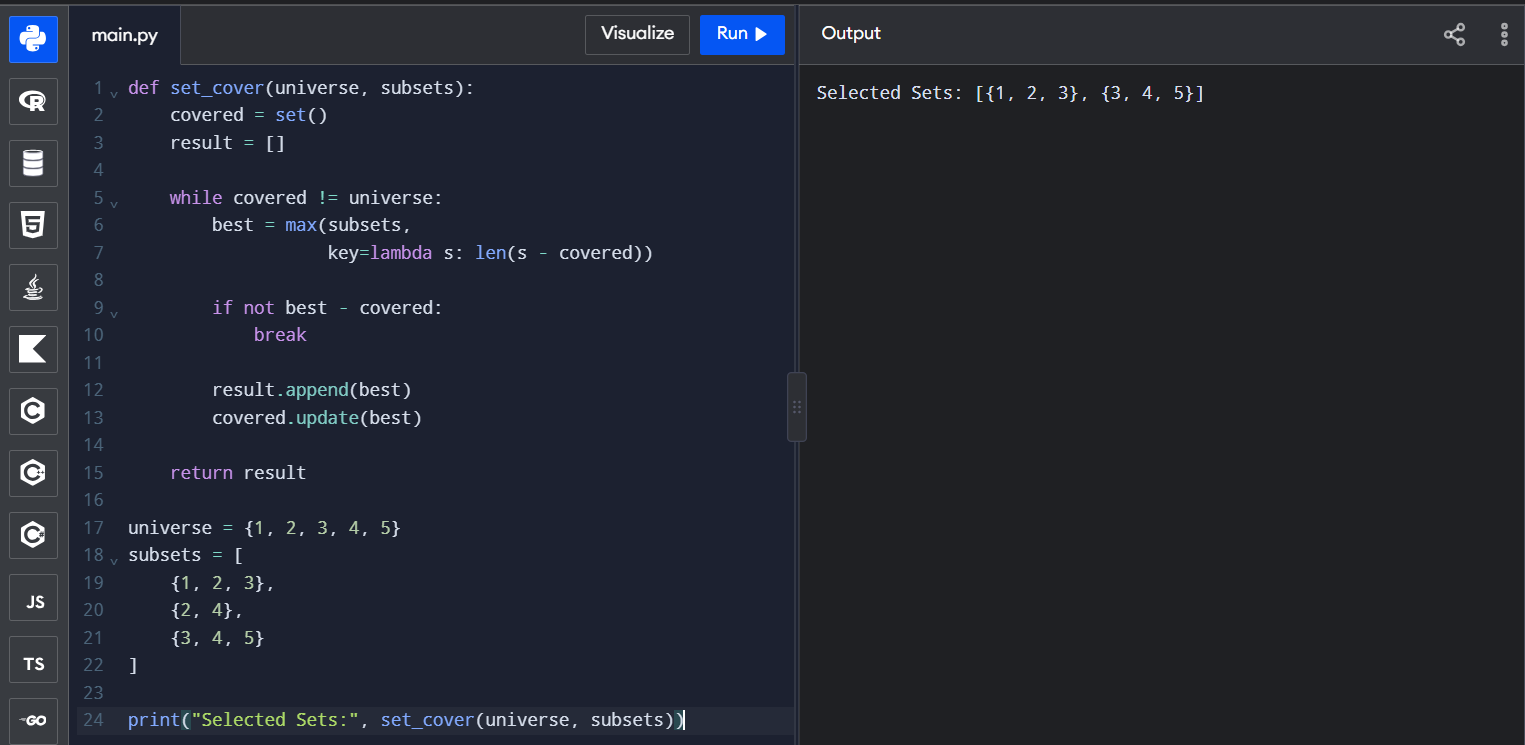 main.py
Visualize
Run
Output
1 def set_cover(universe, subsets):
2     covered = set()
3     result = []
4
5     while covered != universe:
6         best = max(subsets,
7                    key=lambda s: len(s - covered))
8
9         if not best - covered:
10             break
11
12         result.append(best)
13         covered.update(best)
14
15     return result
16
17 universe = {1, 2, 3, 4, 5}
18 subsets = [
19     {1, 2, 3},
20     {2, 4},
21     {3, 4, 5}
22 ]
23
24 print("Selected Sets:", set_cover(universe, subsets))
Selected Sets: [{1, 2, 3}, {3, 4, 5}]
R
5
C
C++
C#
JS
TS
GO